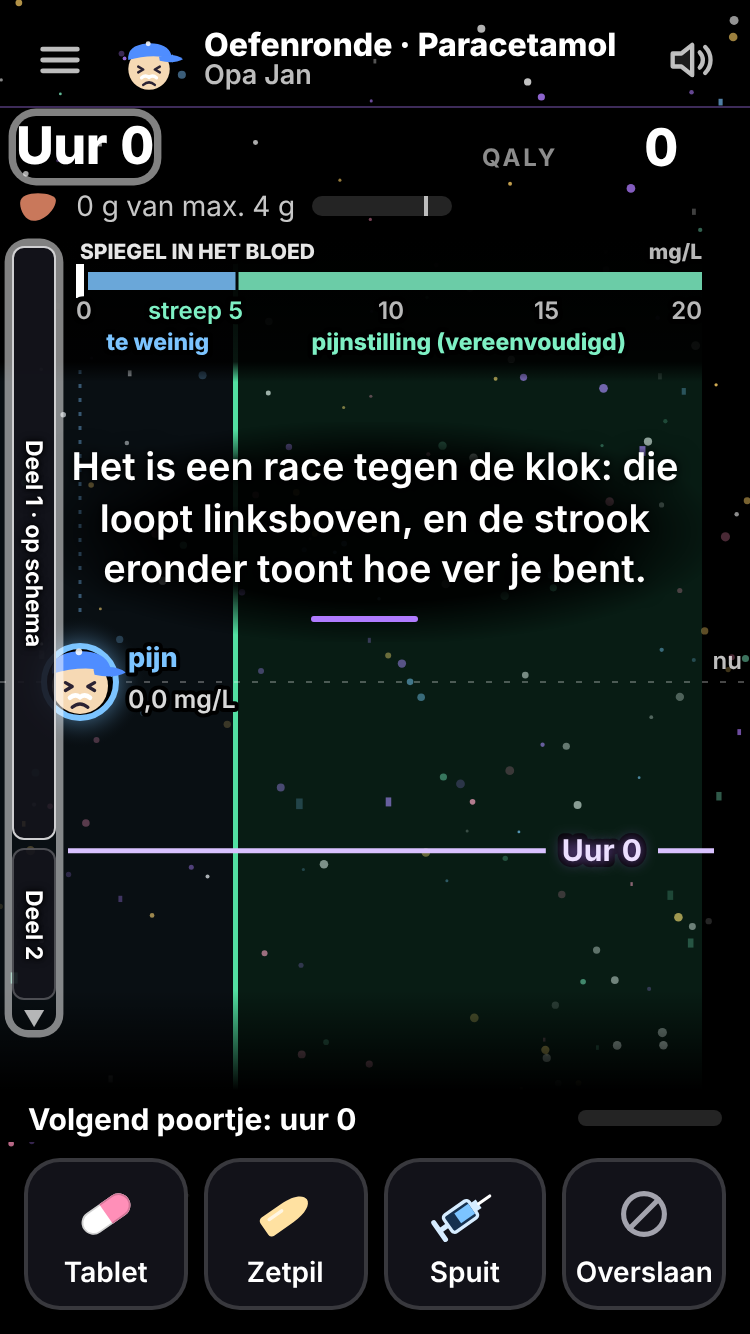 Oefenronde · Paracetamol
Opa Jan
Uur 0
QALY 0
0 g van max. 4 g
SPIEGEL IN HET BLOED mg/L
0 streep 5 10 15 20
te weinig pijnstilling (vereenvoudigd)
Het is een race tegen de klok: die
loopt linksboven, en de strook
eronder toont hoe ver je bent.
Deel 1 · op schema
pijn
nu
0,0 mg/L
Uur 0
Deel 2
Volgend poortje: uur 0
Tablet Zetpil Spuit Overslaan